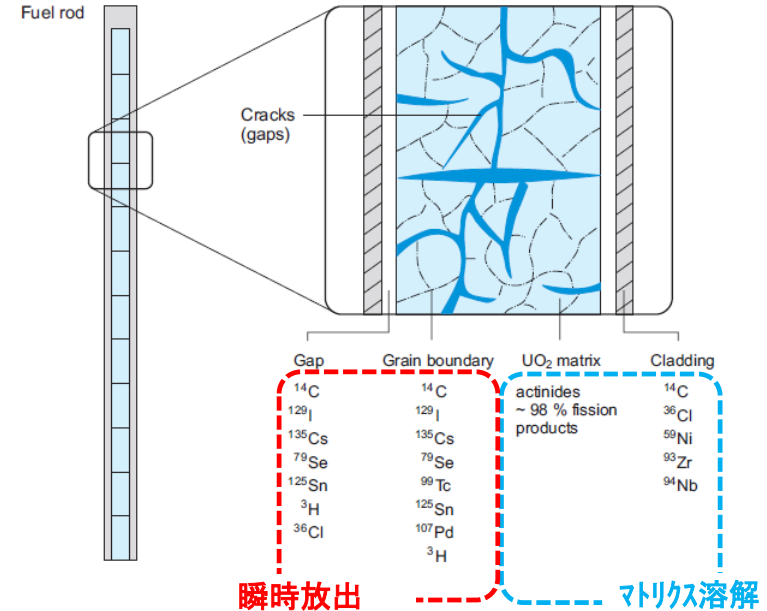 Fuel rod
Cracks
(gaps)
Gap
¹⁴C
¹²⁹I
¹³⁵Cs
⁷⁹Se
¹²⁵Sn
³H
³⁶Cl
Grain boundary
¹⁴C
¹²⁹I
¹³⁵Cs
⁷⁹Se
⁹⁹Tc
¹²⁵Sn
¹⁰⁷Pd
³H
UO₂ matrix
actinides
~ 98 % fission
products
Cladding
¹⁴C
³⁶Cl
⁵⁹Ni
⁹³Zr
⁹⁴Nb
瞬時放出
マトリクス溶解